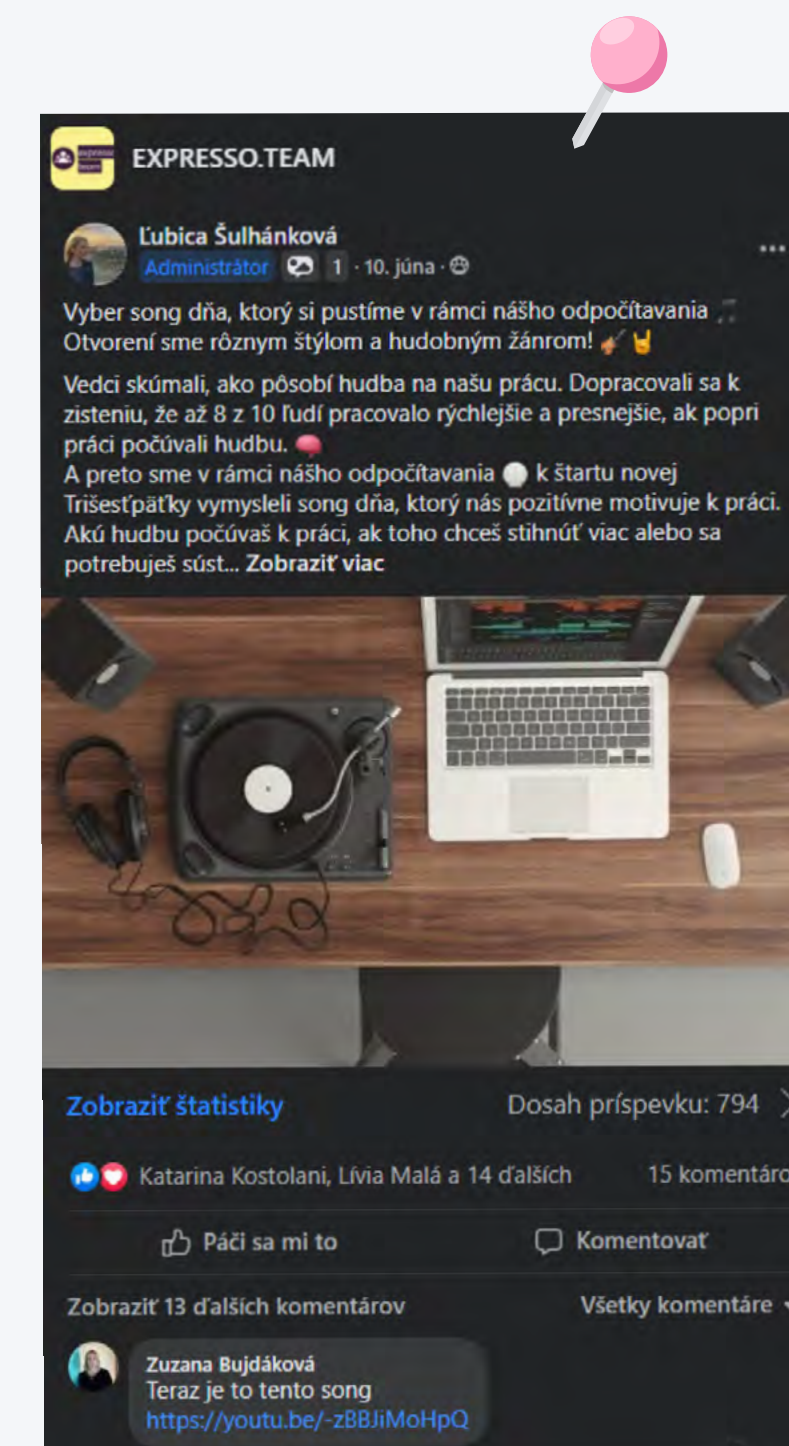 expresso
team
EXPRESSO.TEAM
Ľubica Šulhánková
Administrátor 1 · 10. júna ·
Vyber song dňa, ktorý si pustíme v rámci nášho odpočítavania 🎵
Otvorení sme rôznym štýlom a hudobným žánrom! 🎸🤘
Vedci skúmali, ako pôsobí hudba na našu prácu. Dopracovali sa k
zisteniu, že až 8 z 10 ľudí pracovalo rýchlejšie a presnejšie, ak popri
práci počúvali hudbu. 🧠
A preto sme v rámci nášho odpočítavania ⚪ k štartu novej
Trišesťpäťky vymysleli song dňa, ktorý nás pozitívne motivuje k práci.
Akú hudbu počúvaš k práci, ak toho chceš stihnúť viac alebo sa
potrebuješ súst... Zobraziť viac
Zobraziť štatistiky Dosah príspevku: 794
Katarina Kostolani, Lívia Malá a 14 ďalších 15 komentáro
Páči sa mi to Komentovať
Zobraziť 13 ďalších komentárov Všetky komentáre
Zuzana Bujdáková
Teraz je to tento song
https://youtu.be/-zBBJiMoHpQ